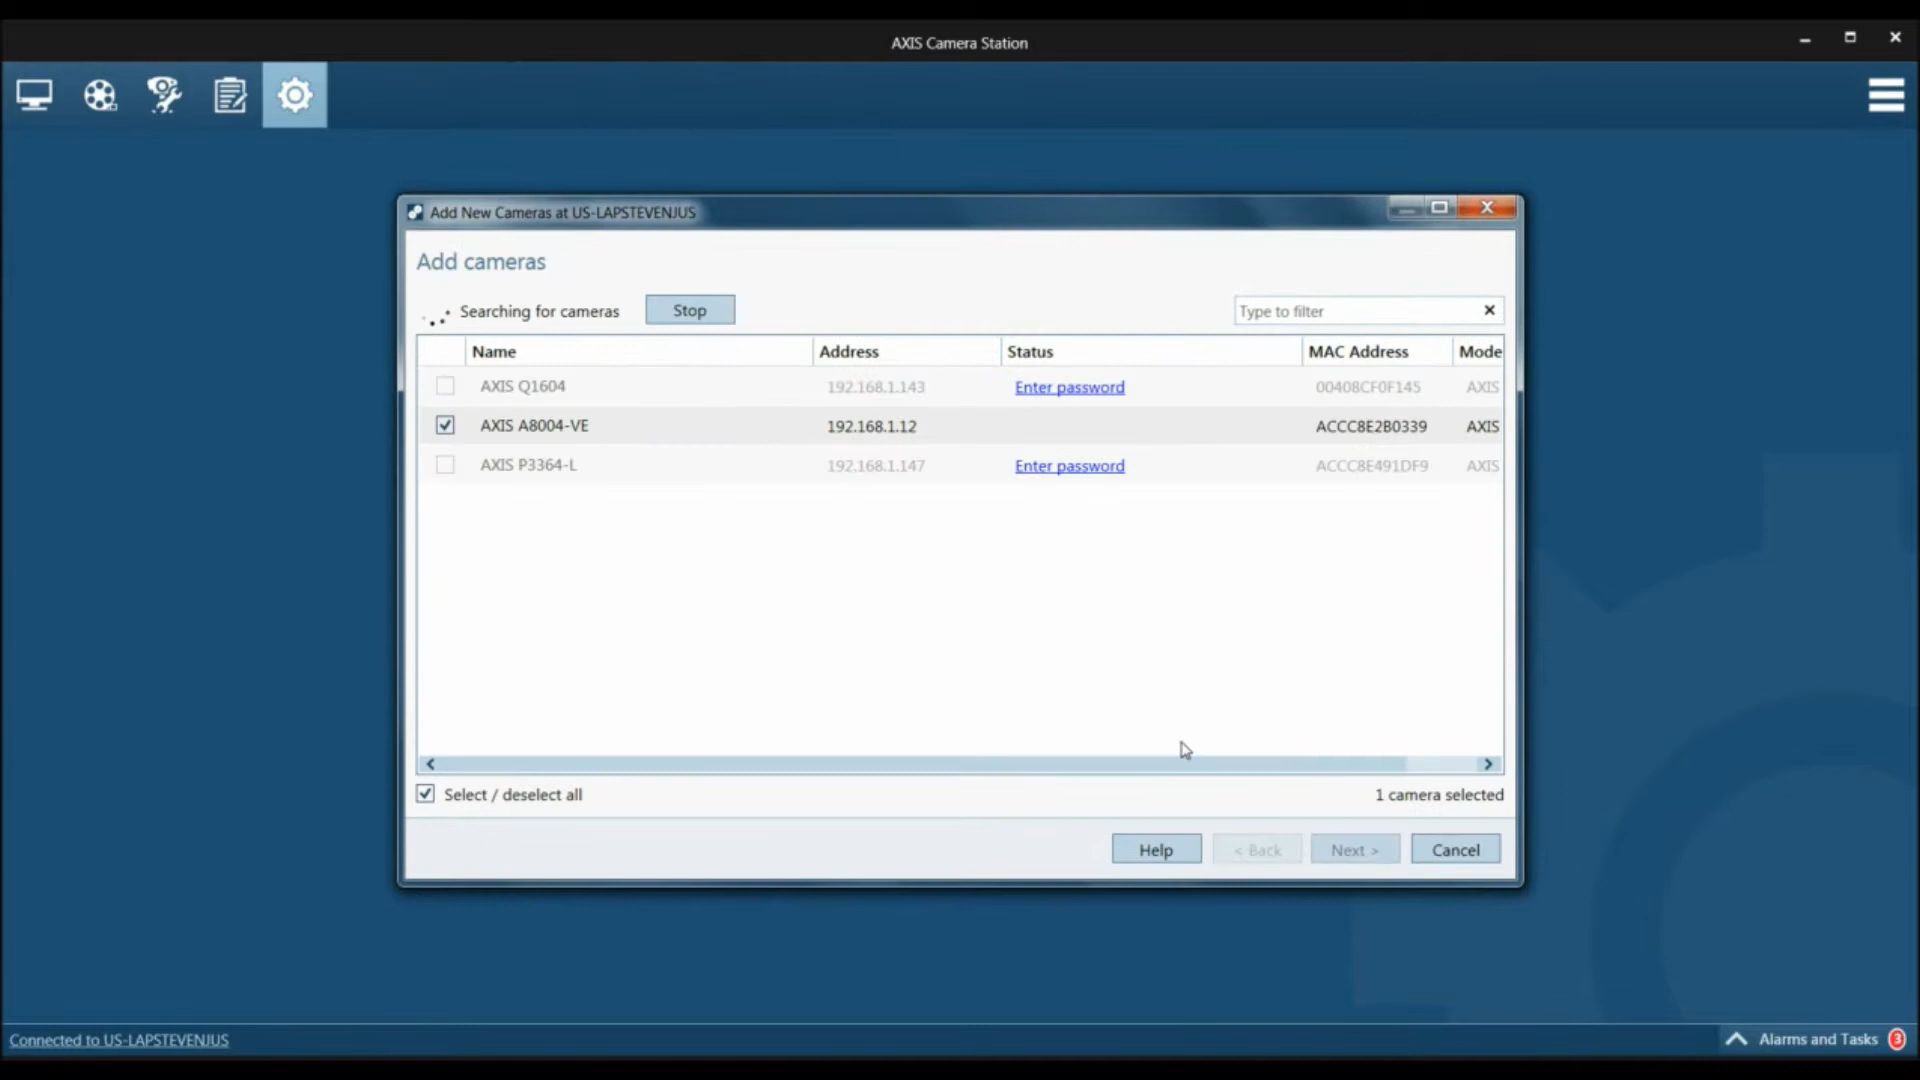 AXIS Camera Station
Add New Cameras at US-LAPSTEVENJUS
Add cameras
Searching for cameras Stop Type to filter
Name Address Status MAC Address Mode
AXIS Q1604 192.168.1.143 Enter password 00408CF0F145 AXIS
AXIS A8004-VE 192.168.1.12 ACCC8E2B0339 AXIS
AXIS P3364-L 192.168.1.147 Enter password ACCC8E491DF9 AXIS
Select / deselect all 1 camera selected
Help < Back Next > Cancel
Connected to US-LAPSTEVENJUS Alarms and Tasks 3